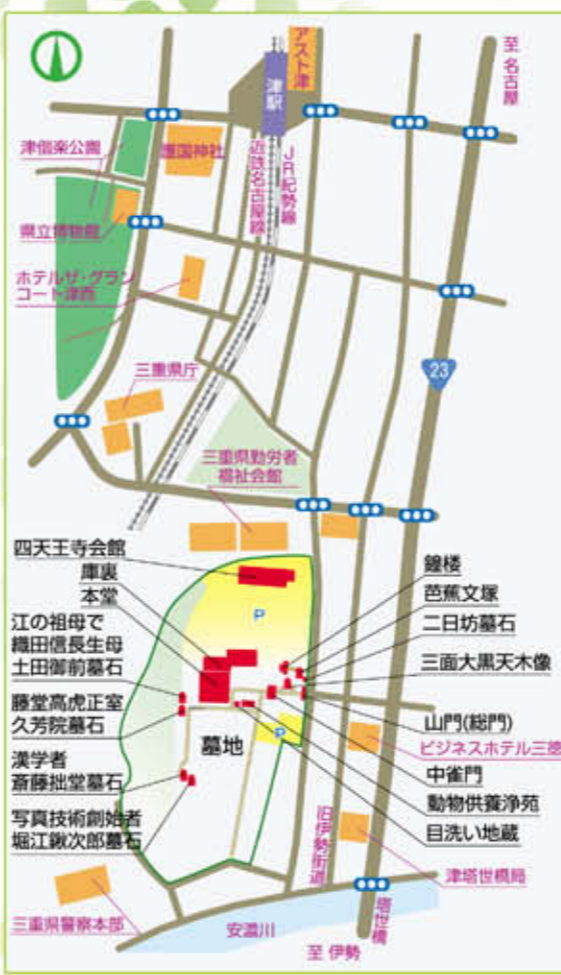 アスト津
至 名古屋
津駅
津偕楽公園
護国神社
近鉄名古屋線
JR紀勢線
県立博物館
ホテルザ・グラン
コート津西
23
三重県庁
三重県勤労者
福祉会館
四天王寺会館
庫裏
本堂
江の祖母で
織田信長生母
土田御前墓石
藤堂高虎正室
久芳院墓石
漢学者
斎藤拙堂墓石
写真技術創始者
堀江鍬次郎墓石
P
墓地
P
鐘楼
芭蕉文塚
二日坊墓石
三面大黒天木像
山門(総門)
ビジネスホテル三徳
中雀門
動物供養浄苑
目洗い地蔵
旧伊勢街道
津塔世橋局
塔世橋
三重県警察本部
安濃川
至 伊勢